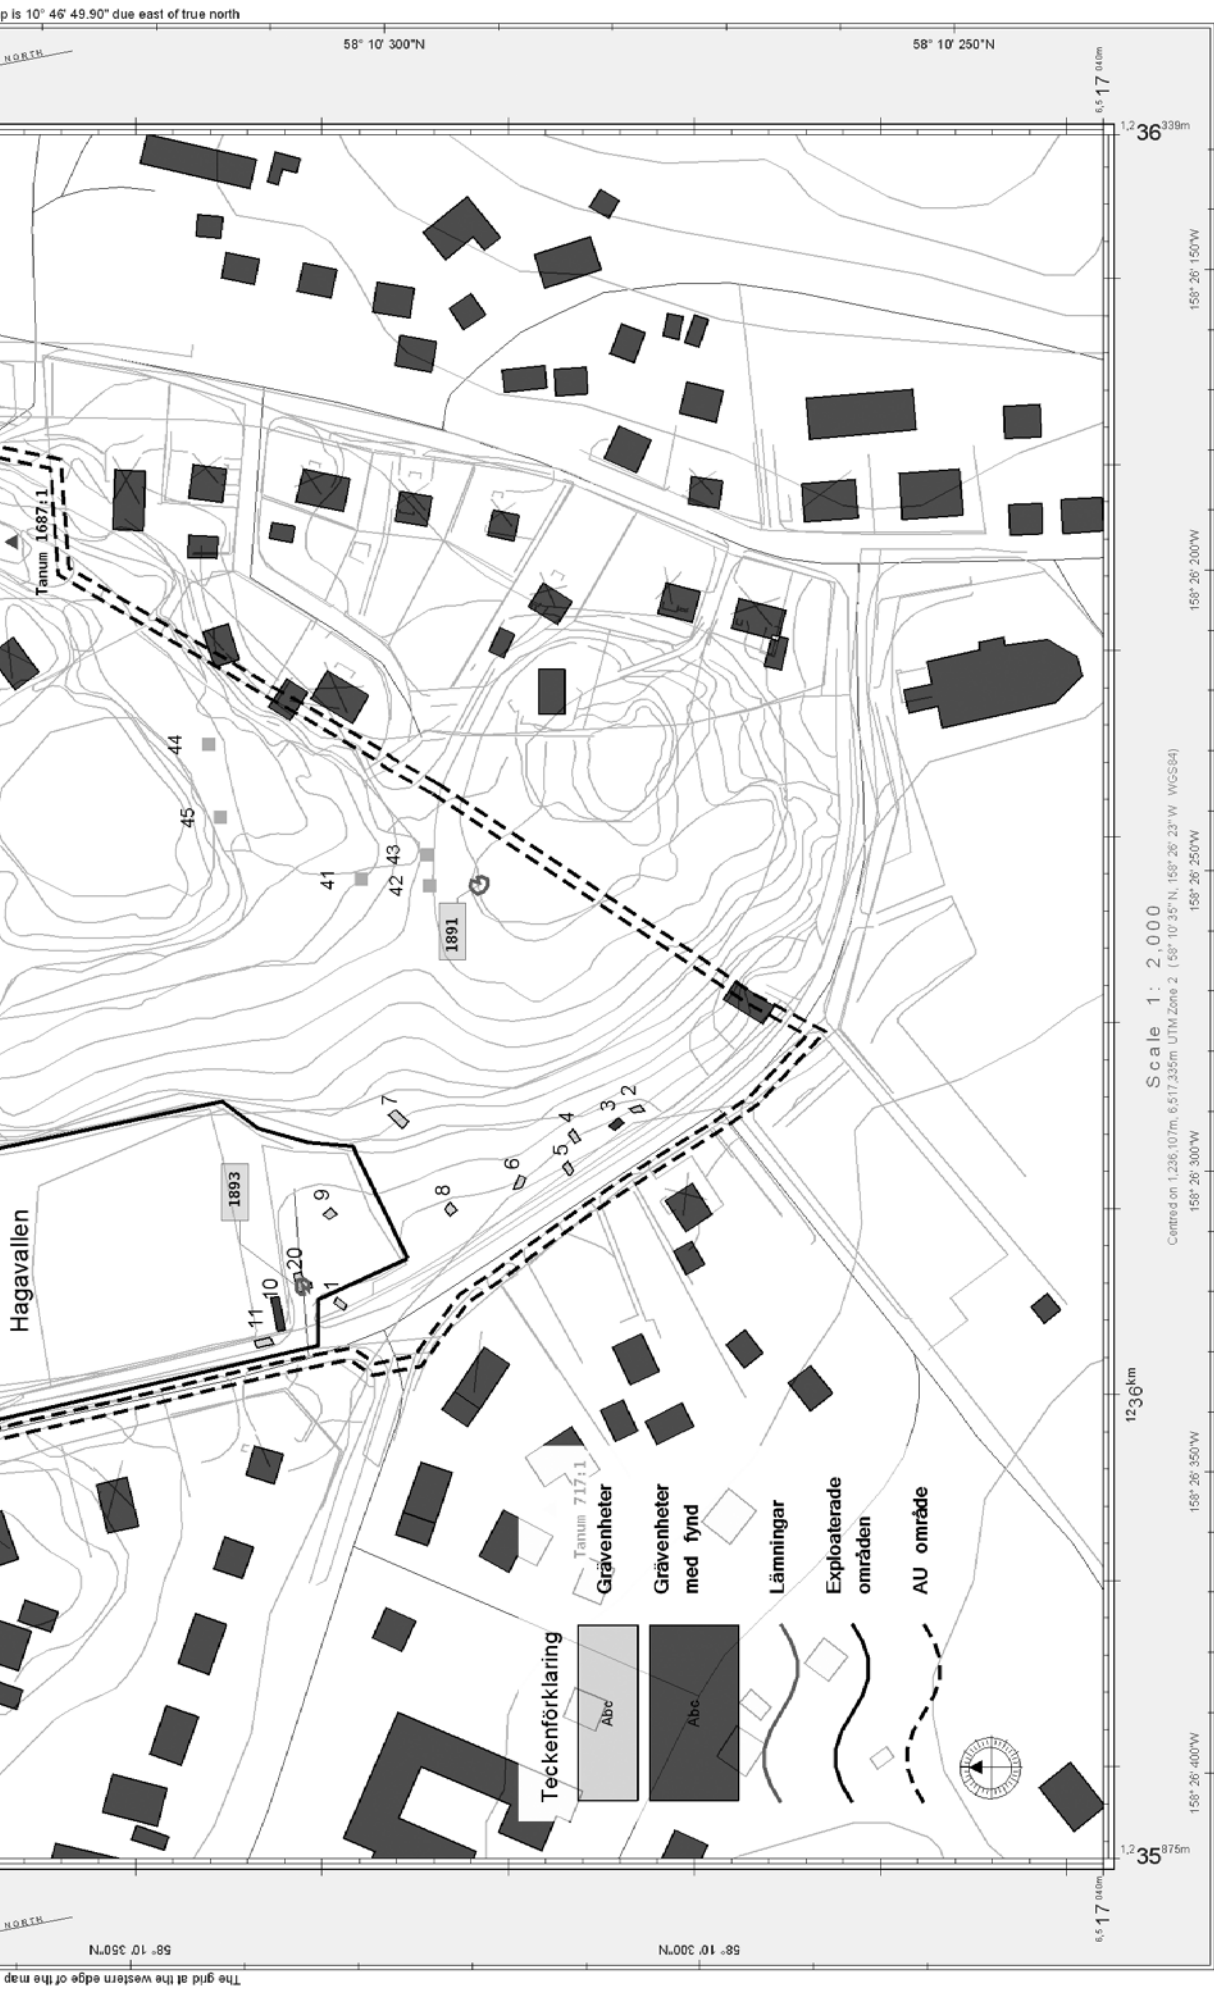 p is 10° 46' 49.90" due east of true north
NORTH
58° 10' 300"N
58° 10' 250"N
6,5 17 040m
1,2 36 339m
Tanum 1687:1
44
45
41
43
42
1891
7
2
3
4
5
6
8
9
1893
Hagavallen
20
10
11
1
158° 26' 150"W
158° 26' 200"W
158° 26' 250"W
158° 26' 300"W
158° 26' 350"W
158° 26' 400"W
Scale 1: 2,000
Centred on 1,236,107m, 6,517,335m UTM Zone 2 (58° 10' 35" N, 158° 26' 23" W WGS84)
12 36 km
Tanum 717:1
Teckenförklaring
Abc
Grävenheter
Abc
Grävenheter
med fynd
Lämningar
Exploaterade
områden
AU område
1,2 35 875m
6,5 17 040m
NORTH
58° 10' 350"N
58° 10' 300"N
The grid at the western edge of the map